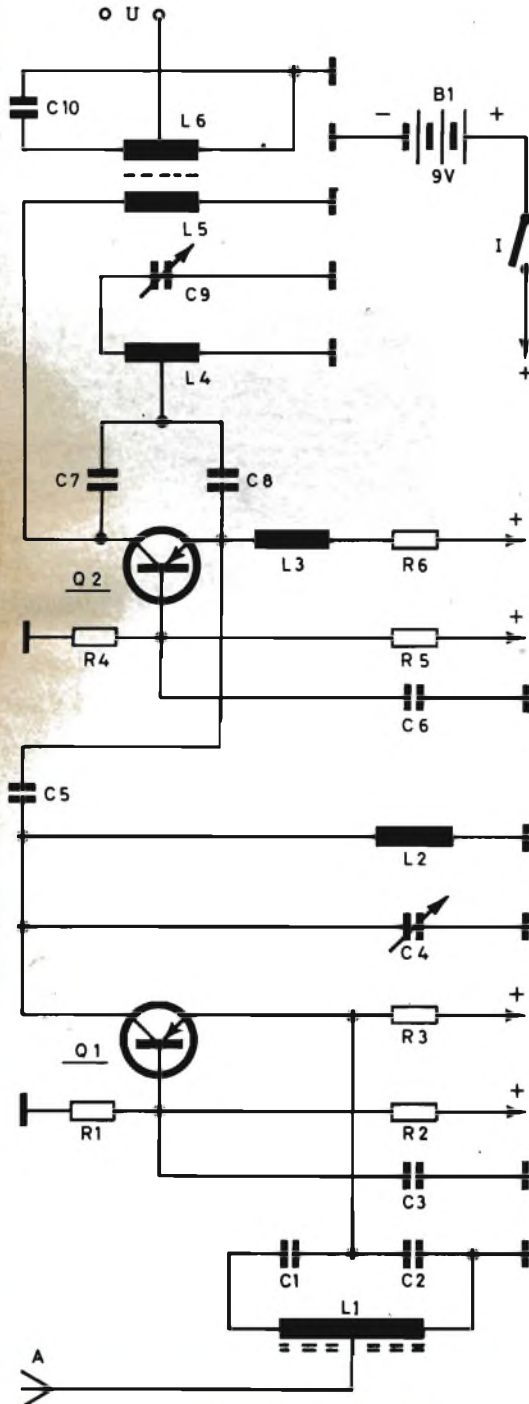 U
C10
L6
B1
- +
9V
L5
I
C9
+
L4
C7 C8
L3 R6 +
Q2
R4 R5 +
C6
C5
L2
C4
+
R3
Q1
+
R1 R2
C3
C1 C2
L1
A